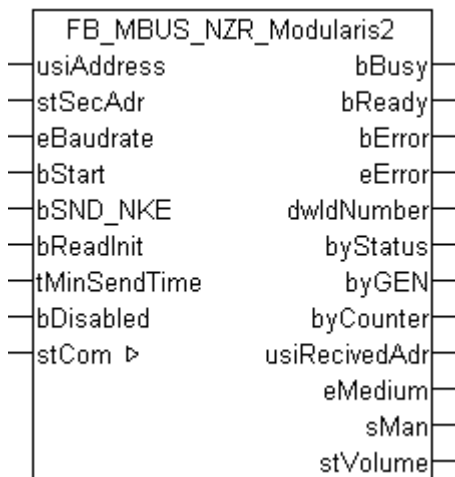 FB_MBUS_NZR_Modularis2
usiAddress bBusy
stSecAdr bReady
eBaudrate bError
bStart eError
bSND_NKE dwIdNumber
bReadInit byStatus
tMinSendTime byGEN
bDisabled byCounter
stCom ▷ usiRecivedAdr
eMedium
sMan
stVolume